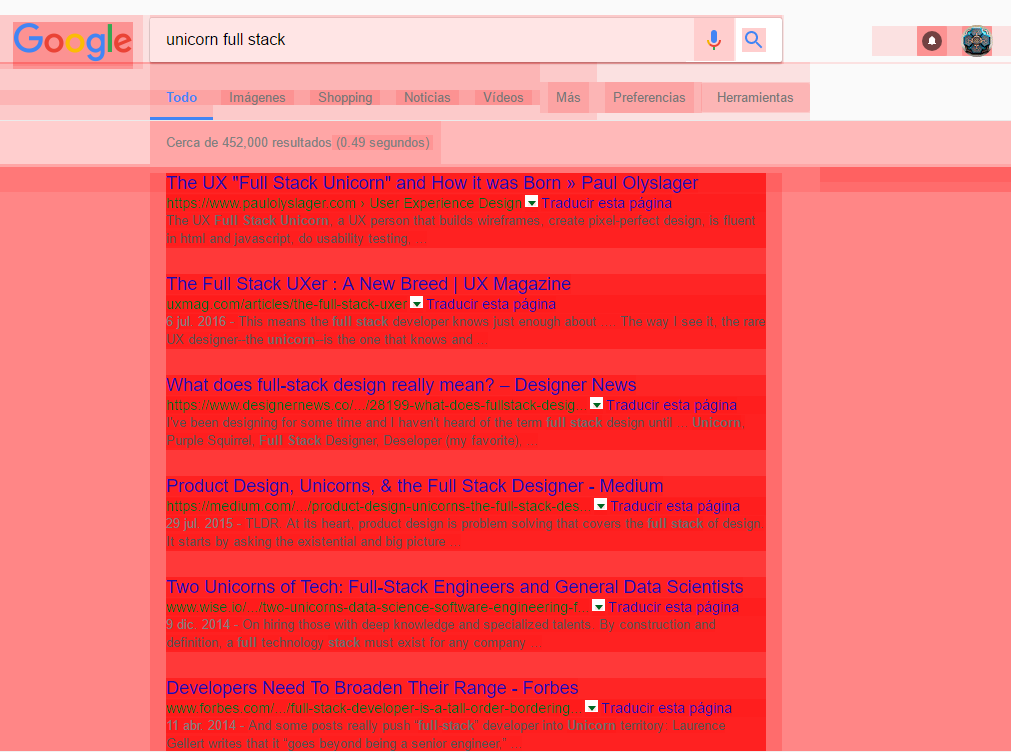 Google
unicorn full stack
Todo Imágenes Shopping Noticias Vídeos Más Preferencias Herramientas
Cerca de 452,000 resultados (0.49 segundos)
The UX "Full Stack Unicorn" and How it was Born » Paul Olyslager
https://www.paulolyslager.com › User Experience Design Traducir esta página
The UX Full Stack Unicorn, a UX person that builds wireframes, create pixel-perfect design, Is fluent
in html and javascript, do usability testing, ...
The Full Stack UXer : A New Breed | UX Magazine
uxmag.com/articles/the-full-stack-uxer Traducir esta página
6 jul. 2016 - This means the full stack developer knows just enough about ... . The way I see it, the rare
UX designer–the unicorn–is the one that knows and ...
What does full-stack design really mean? – Designer News
https://www.designernews.co/.../28199-what-does-fullstack-desig... Traducir esta página
I've been designing for some time and I haven't heard of the term full stack design until ... Unicorn,
Purple Squirrel, Full Stack Designer, Deseloper (my favorite), ...
Product Design, Unicorns, & the Full Stack Designer - Medium
https://medium.com/.../product-design-unicorns-the-full-stack-des... Traducir esta página
29 jul. 2015 - TLDR. At its heart, product design is problem solving that covers the full stack of design.
It starts by asking the existential and big picture ...
Two Unicorns of Tech: Full-Stack Engineers and General Data Scientists
www.wise.io/.../two-unicorns-data-science-software-engineering-f... Traducir esta página
9 dic. 2014 - On hiring those with deep knowledge and specialized talents. By construction and
definition, a full technology stack must exist for any company ...
Developers Need To Broaden Their Range - Forbes
www.forbes.com/.../full-stack-developer-is-a-tall-order-bordering... Traducir esta página
11 abr. 2014 - And some posts really push “full-stack” developer into Unicorn territory. Laurence
Gellert writes that it “goes beyond being a senior engineer,” ...